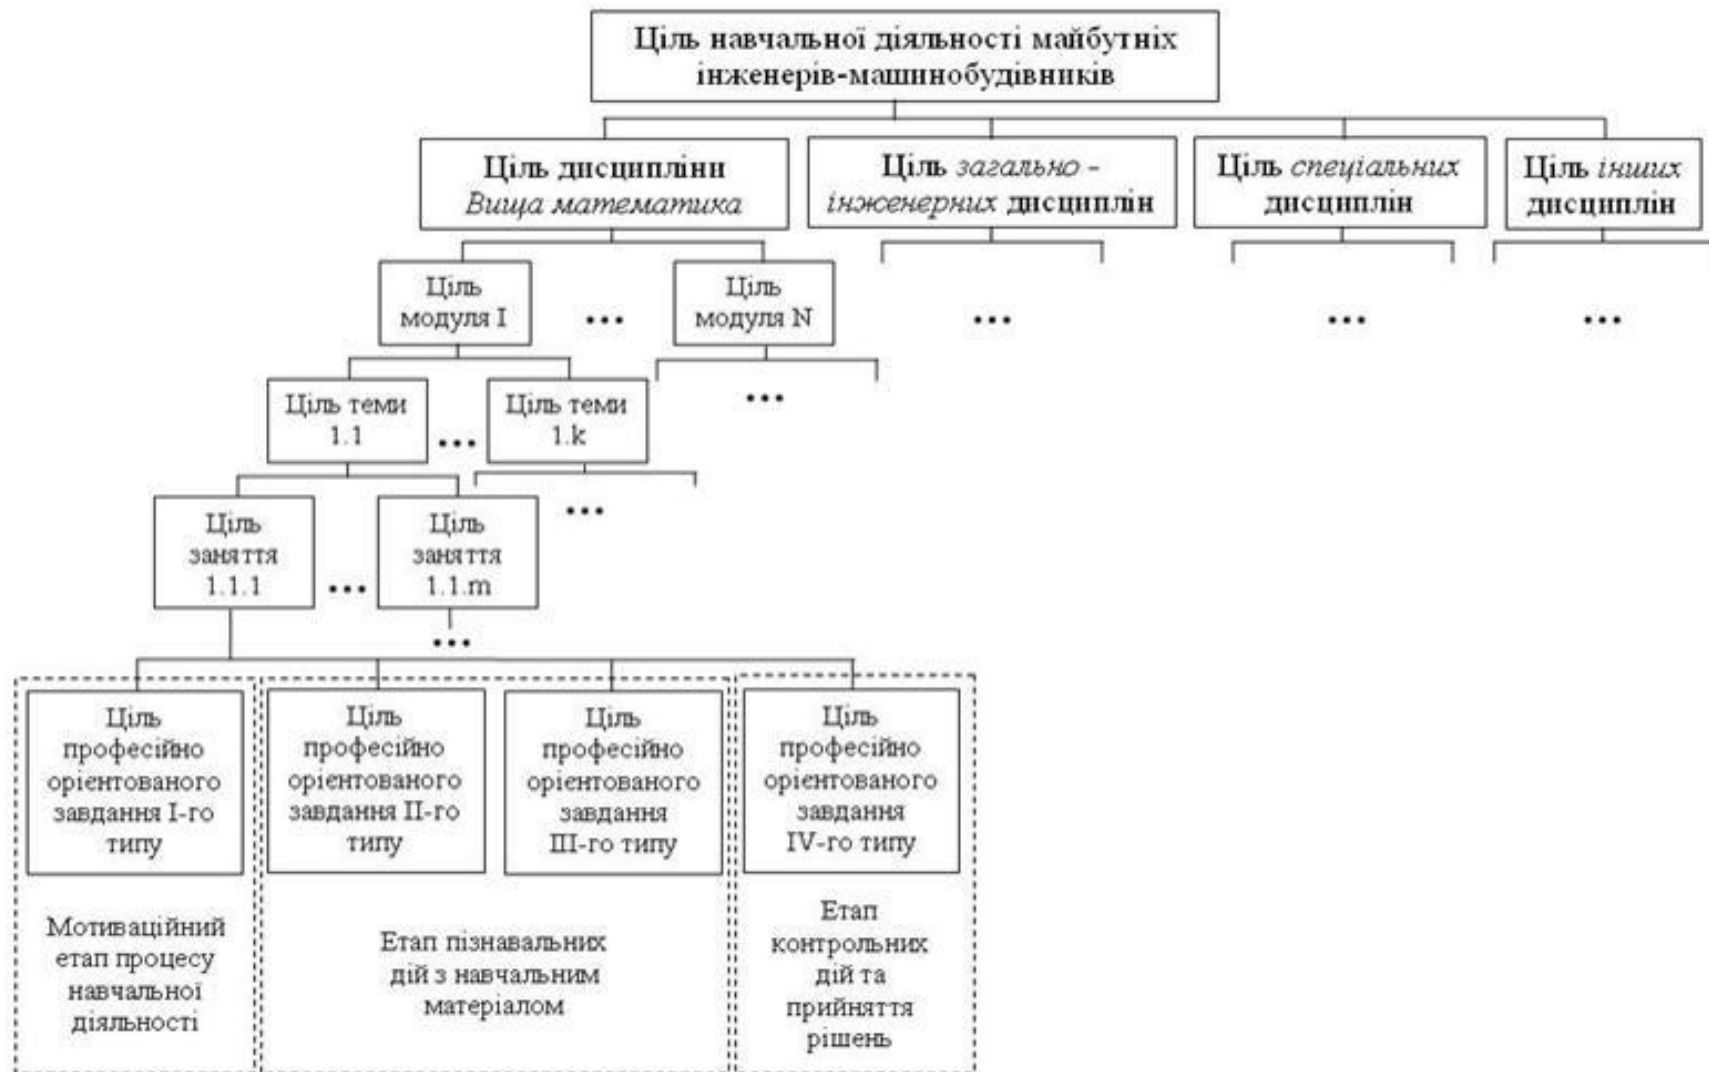 Ціль навчальної діяльності майбутніх
інженерів-машинобудівників
Ціль дисципліни
Вища математика
Ціль загально -
інженерних дисциплін
Ціль спеціальних
дисциплін
Ціль інших
дисциплін
Ціль
модуля I
...
Ціль
модуля N
...
...
...
Ціль теми
1.1
...
Ціль теми
1.k
...
Ціль
заняття
1.1.1
...
Ціль
заняття
1.1.m
...
...
Ціль
професійно
орієнтованого
завдання I-го
типу
Ціль
професійно
орієнтованого
завдання II-го
типу
Ціль
професійно
орієнтованого
завдання
III-го типу
Ціль
професійно
орієнтованого
завдання
IV-го типу
Мотиваційний
етап процесу
навчальної
діяльності
Етап пізнавальних
дій з навчальним
матеріалом
Етап
контрольних
дій та
прийняття
рішень